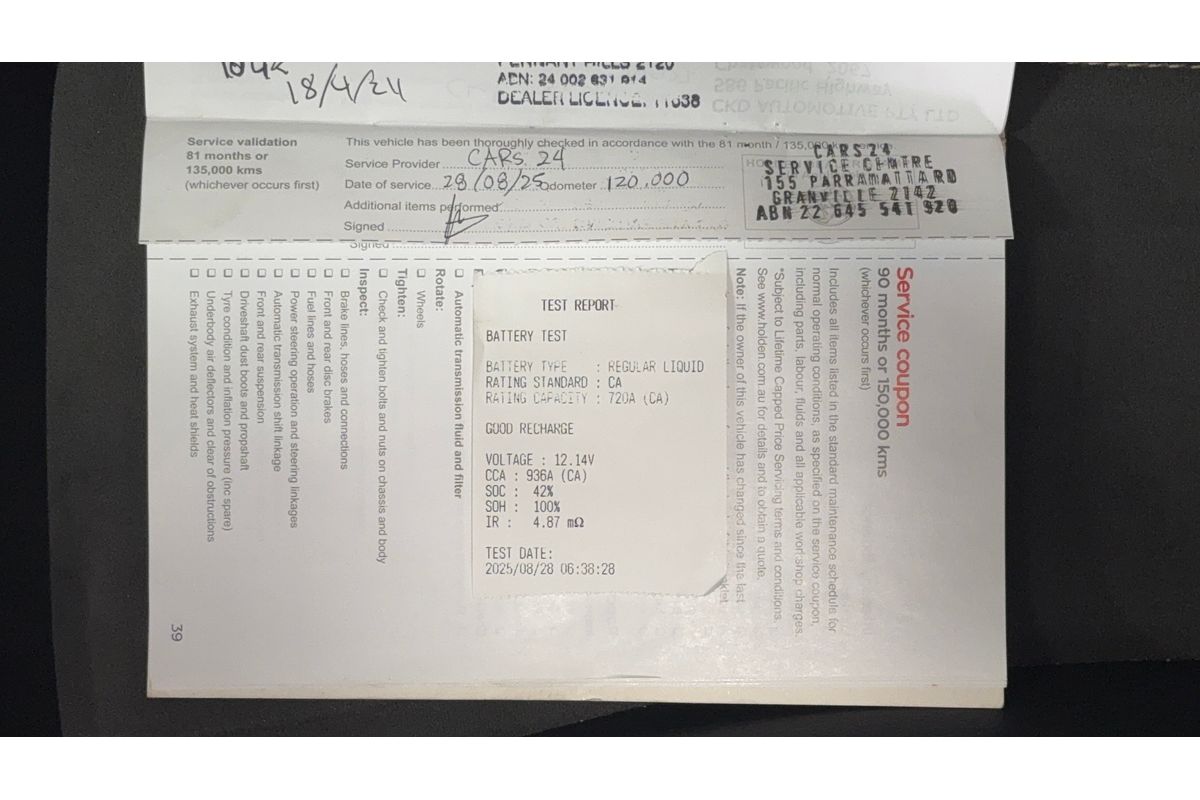 18/4/24
ABN: 24 002 631 014
DEALER LICENCE:
586 Pacific Highway
CKD AUTOMOTIVE PTY LTD
Service validation
81 months or
135,000 kms
(whichever occurs first)
This vehicle has been thoroughly checked in accordance with the 81 month / 135,000
Service Provider CARS 24
Date of service 28/08/25 Odometer 120,000
Additional items performed
Signed
Signed
CARS 24
SERVICE CENTRE
155 PARRAMATTA RD
GRANVILLE 2142
ABN 22 645 541 920
Service coupon
90 months or 150,000 kms
(whichever occurs first)
Includes all items listed in the standard maintenance schedule for
normal operating conditions, as specified on the service coupon,
including parts, labour, fluids and all applicable workshop charges.
*Subject to Lifetime Capped Price Servicing terms and conditions.
See www.holden.com.au for details and to obtain a quote.
Note: If the owner of this vehicle has changed since the last
TEST REPORT
BATTERY TEST
BATTERY TYPE : REGULAR LIQUID
RATING STANDARD : CA
RATING CAPACITY : 720A (CA)
GOOD RECHARGE
VOLTAGE : 12.14V
CCA : 936A (CA)
SOC : 42%
SOH : 100%
IR : 4.87 mΩ
TEST DATE:
2025/08/28 06:38:28
Automatic transmission fluid and filter
Rotate:
Wheels
Tighten:
Check and tighten bolts and nuts on chassis and body
Inspect:
Brake lines, hoses and connections
Front and rear disc brakes
Fuel lines and hoses
Power steering operation and steering linkages
Automatic transmission shift linkage
Front and rear suspension
Driveshaft dust boots and propshaft
Tyre condition and inflation pressure (inc spare)
Underbody air deflectors and clear of obstructions
Exhaust system and heat shields
39